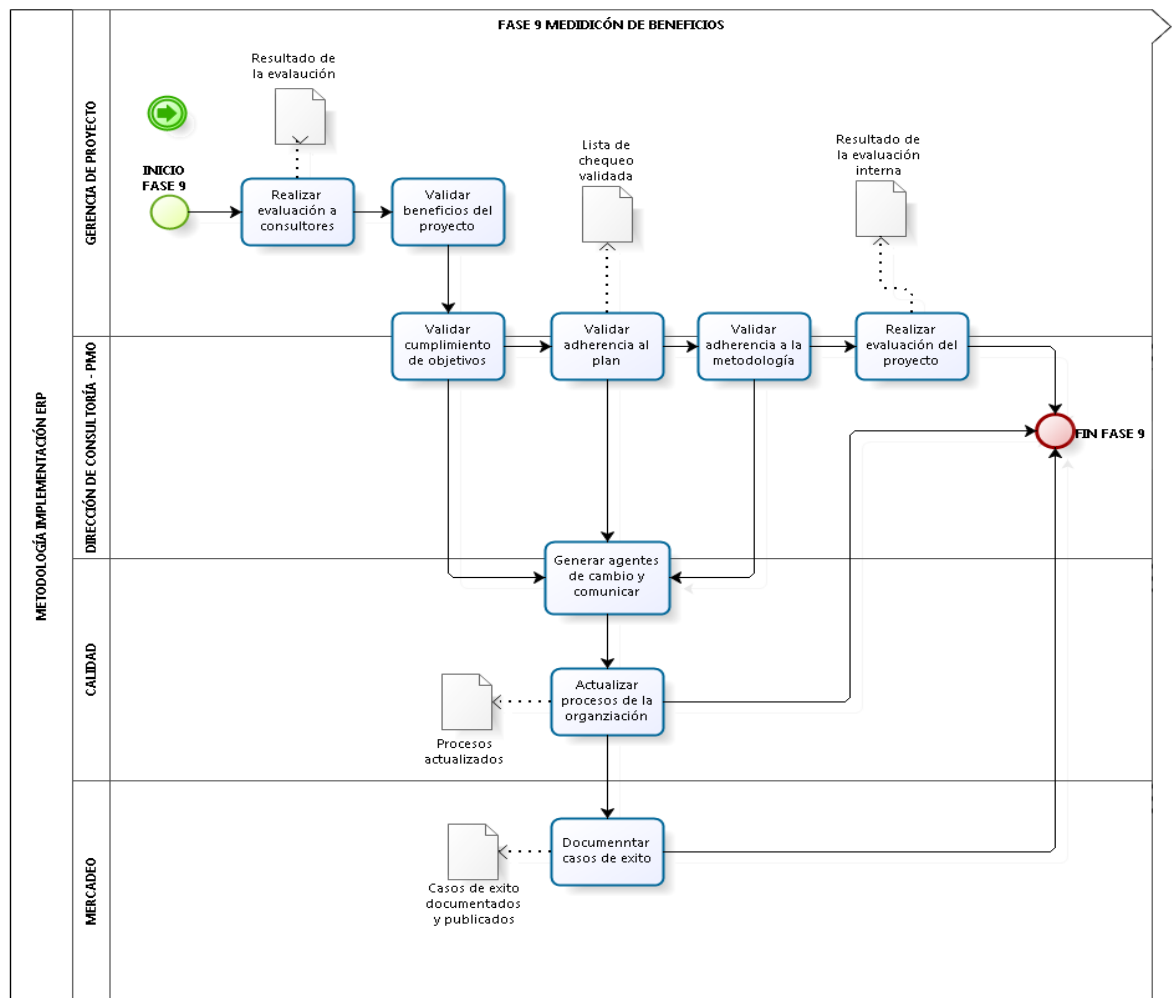 FASE 9 MEDIDICÓN DE BENEFICIOS
METODOLOGÍA IMPLEMENTACIÓN ERP
GERENCIA DE PROYECTO
Resultado de
la evalaución
INICIO
FASE 9
Realizar
evaluación a
consultores
Validar
beneficios del
proyecto
Lista de
chequeo
validada
Resultado de
la evaluación
interna
DIRECCIÓN DE CONSULTORÍA - PMO
Validar
cumplimiento
de objetivos
Validar
adherencia al
plan
Validar
adherencia a la
metodología
Realizar
evaluación del
proyecto
FIN FASE 9
CALIDAD
Generar agentes
de cambio y
comunicar
Actualizar
procesos de la
organziación
Procesos
actualizados
MERCADEO
Documenntar
casos de exito
Casos de exito
documentados
y publicados